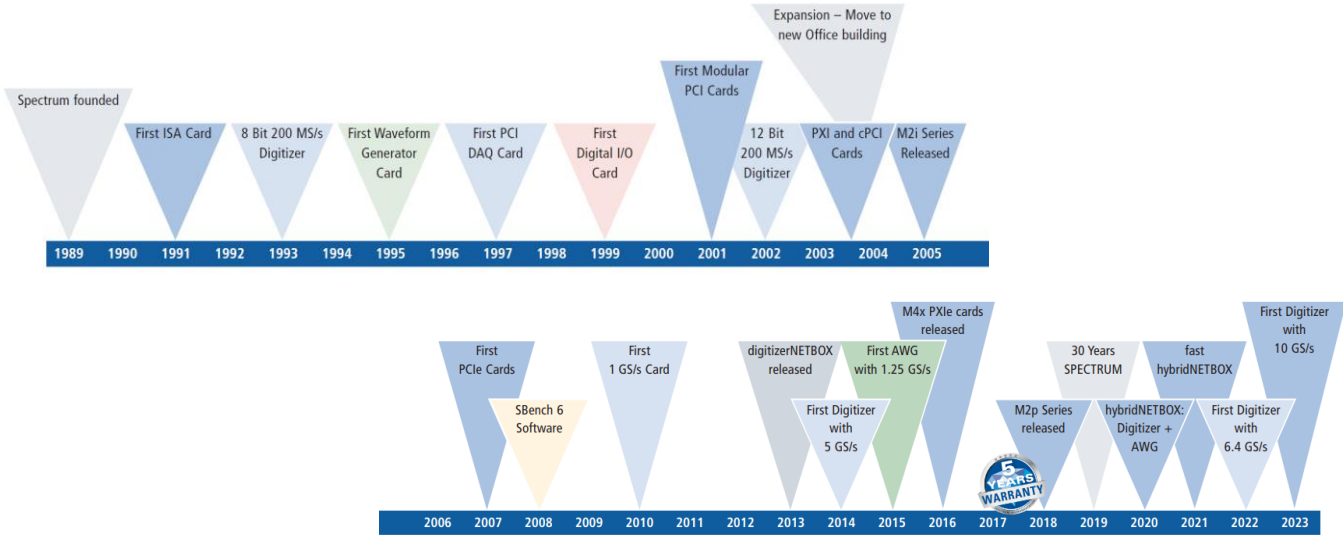 Expansion – Move to
new Office building
First Modular
PCI Cards
Spectrum founded
First ISA Card
8 Bit 200 MS/s
Digitizer
First Waveform
Generator
Card
First PCI
DAQ Card
First
Digital I/O
Card
12 Bit
200 MS/s
Digitizer
PXI and cPCI
Cards
M2i Series
Released
1989 1990 1991 1992 1993 1994 1995 1996 1997 1998 1999 2000 2001 2002 2003 2004 2005
M4x PXIe cards
released
First Digitizer
with
10 GS/s
First
PCIe Cards
First
1 GS/s Card
digitizerNETBOX
released
First AWG
with 1.25 GS/s
30 Years
SPECTRUM
fast
hybridNETBOX
SBench 6
Software
First Digitizer
with
5 GS/s
M2p Series
released
hybridNETBOX:
Digitizer +
AWG
First Digitizer
with
6.4 GS/s
5
YEARS
WARRANTY
2006 2007 2008 2009 2010 2011 2012 2013 2014 2015 2016 2017 2018 2019 2020 2021 2022 2023